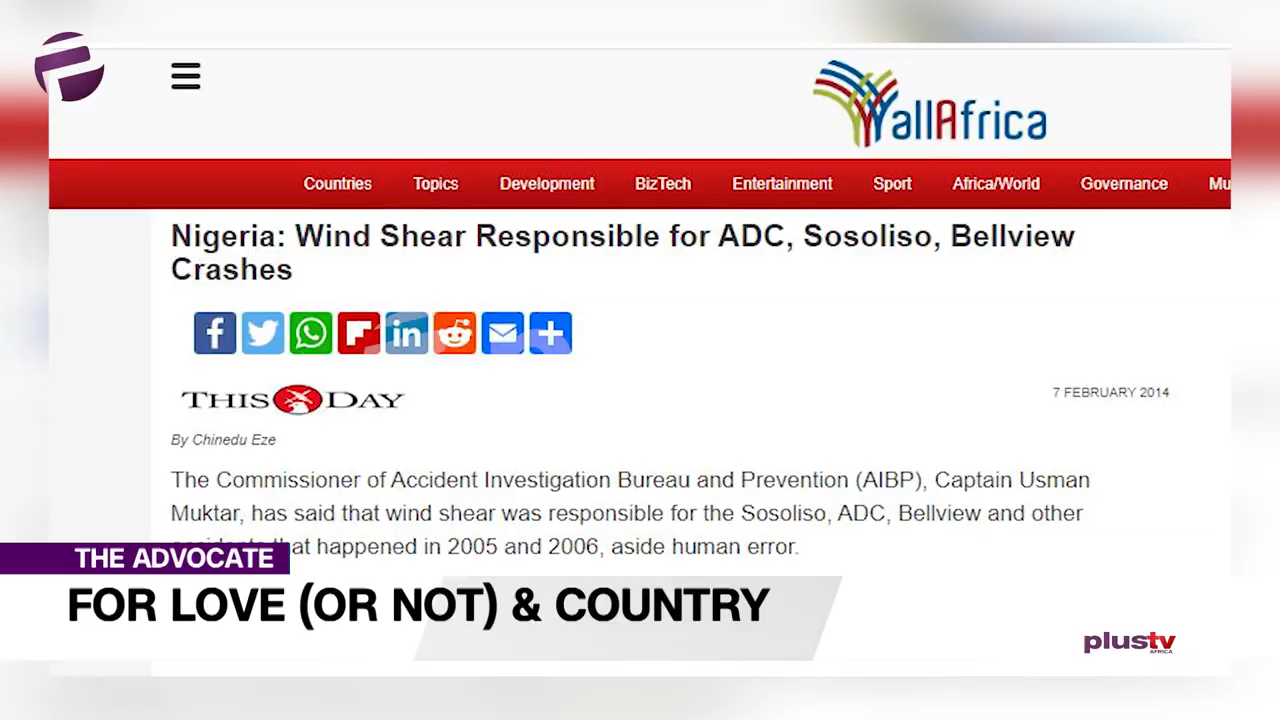 allAfrica
Countries Topics Development BizTech Entertainment Sport Africa/World Governance Mu
Nigeria: Wind Shear Responsible for ADC, Sosoliso, Bellview
Crashes
THIS DAY
7 FEBRUARY 2014
By Chinedu Eze
The Commissioner of Accident Investigation Bureau and Prevention (AIBP), Captain Usman
Muktar, has said that wind shear was responsible for the Sosoliso, ADC, Bellview and other
that happened in 2005 and 2006, aside human error.
THE ADVOCATE
FOR LOVE (OR NOT) & COUNTRY
plustv
AFRICA